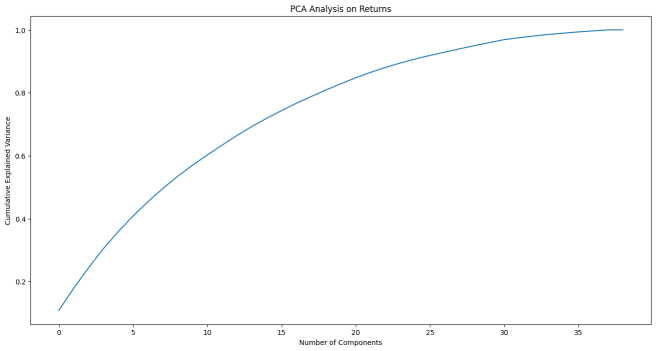 PCA Analysis on Returns
Cumulative Explained Variance
1.0
0.8
0.6
0.4
0.2
0 5 10 15 20 25 30 35
Number of Components